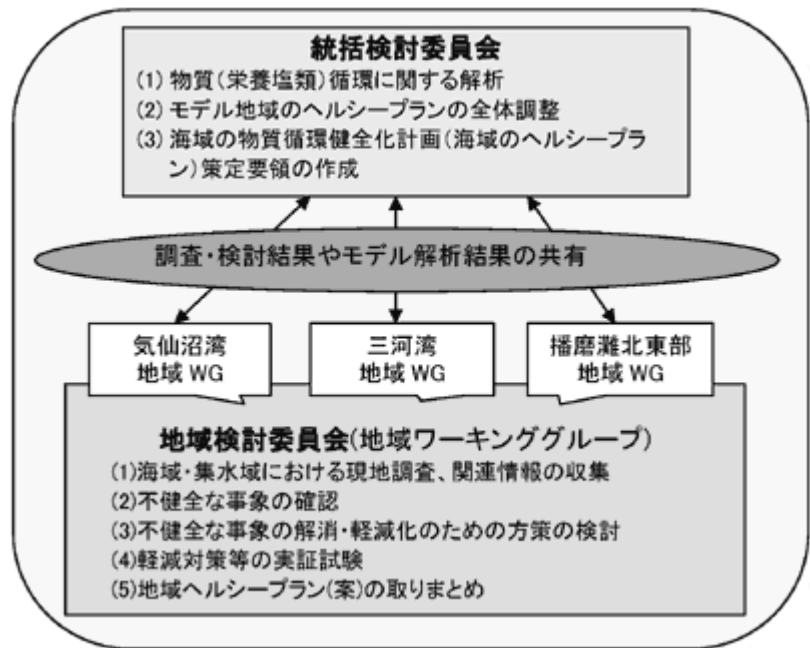 統括検討委員会
(1) 物質(栄養塩類)循環に関する解析
(2) モデル地域のヘルシープランの全体調整
(3) 海域の物質循環健全化計画(海域のヘルシープラ
ン)策定要領の作成
調査・検討結果やモデル解析結果の共有
気仙沼湾
地域 WG
三河湾
地域 WG
播磨灘北東部
地域 WG
地域検討委員会(地域ワーキンググループ)
(1)海域・集水域における現地調査、関連情報の収集
(2)不健全な事象の確認
(3)不健全な事象の解消・軽減化のための方策の検討
(4)軽減対策等の実証試験
(5)地域ヘルシープラン(案)の取りまとめ